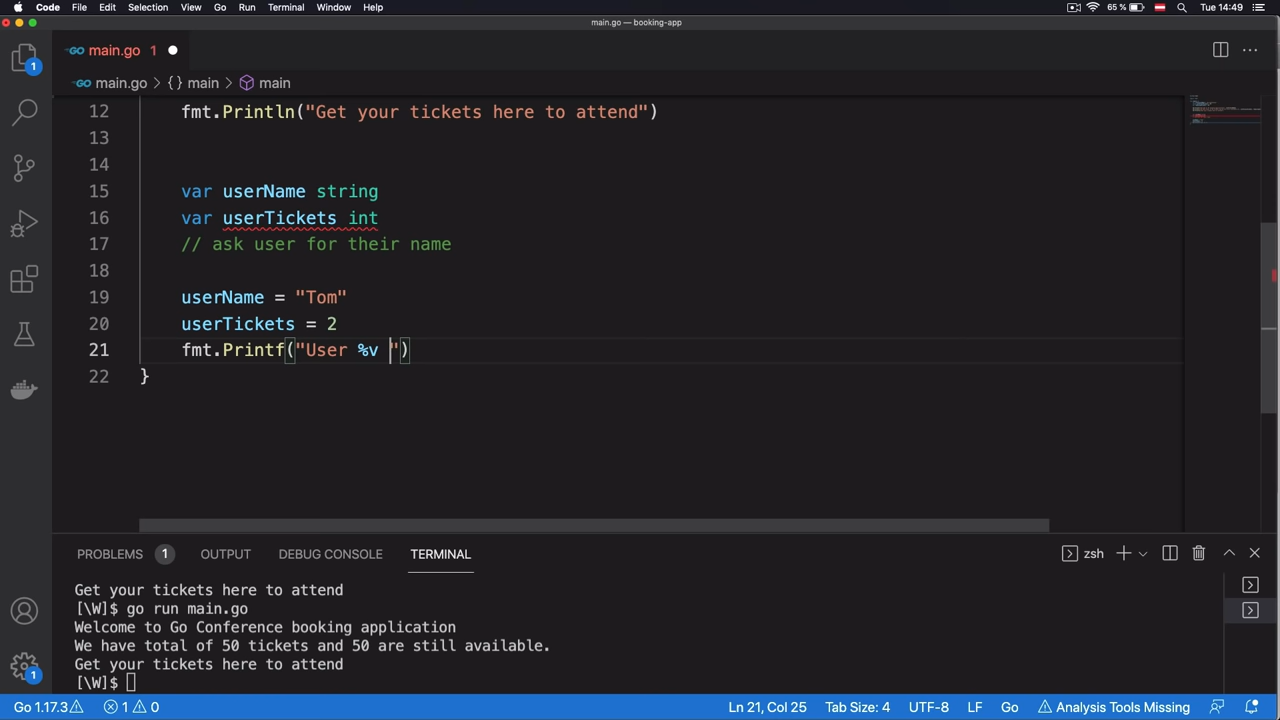 Code File Edit Selection View Go Run Terminal Window Help 65 % Tue 14:49
main.go — booking-app
GO main.go 1
GO main.go > {} main > main
12 fmt.Println("Get your tickets here to attend")
13
14
15 var userName string
16 var userTickets int
17 // ask user for their name
18
19 userName = "Tom"
20 userTickets = 2
21 fmt.Printf("User %v ")
22 }
PROBLEMS 1 OUTPUT DEBUG CONSOLE TERMINAL zsh
Get your tickets here to attend
[\W]$ go run main.go
Welcome to Go Conference booking application
We have total of 50 tickets and 50 are still available.
Get your tickets here to attend
[\W]$
1
1
Go 1.17.3 1 0 Ln 21, Col 25 Tab Size: 4 UTF-8 LF Go Analysis Tools Missing